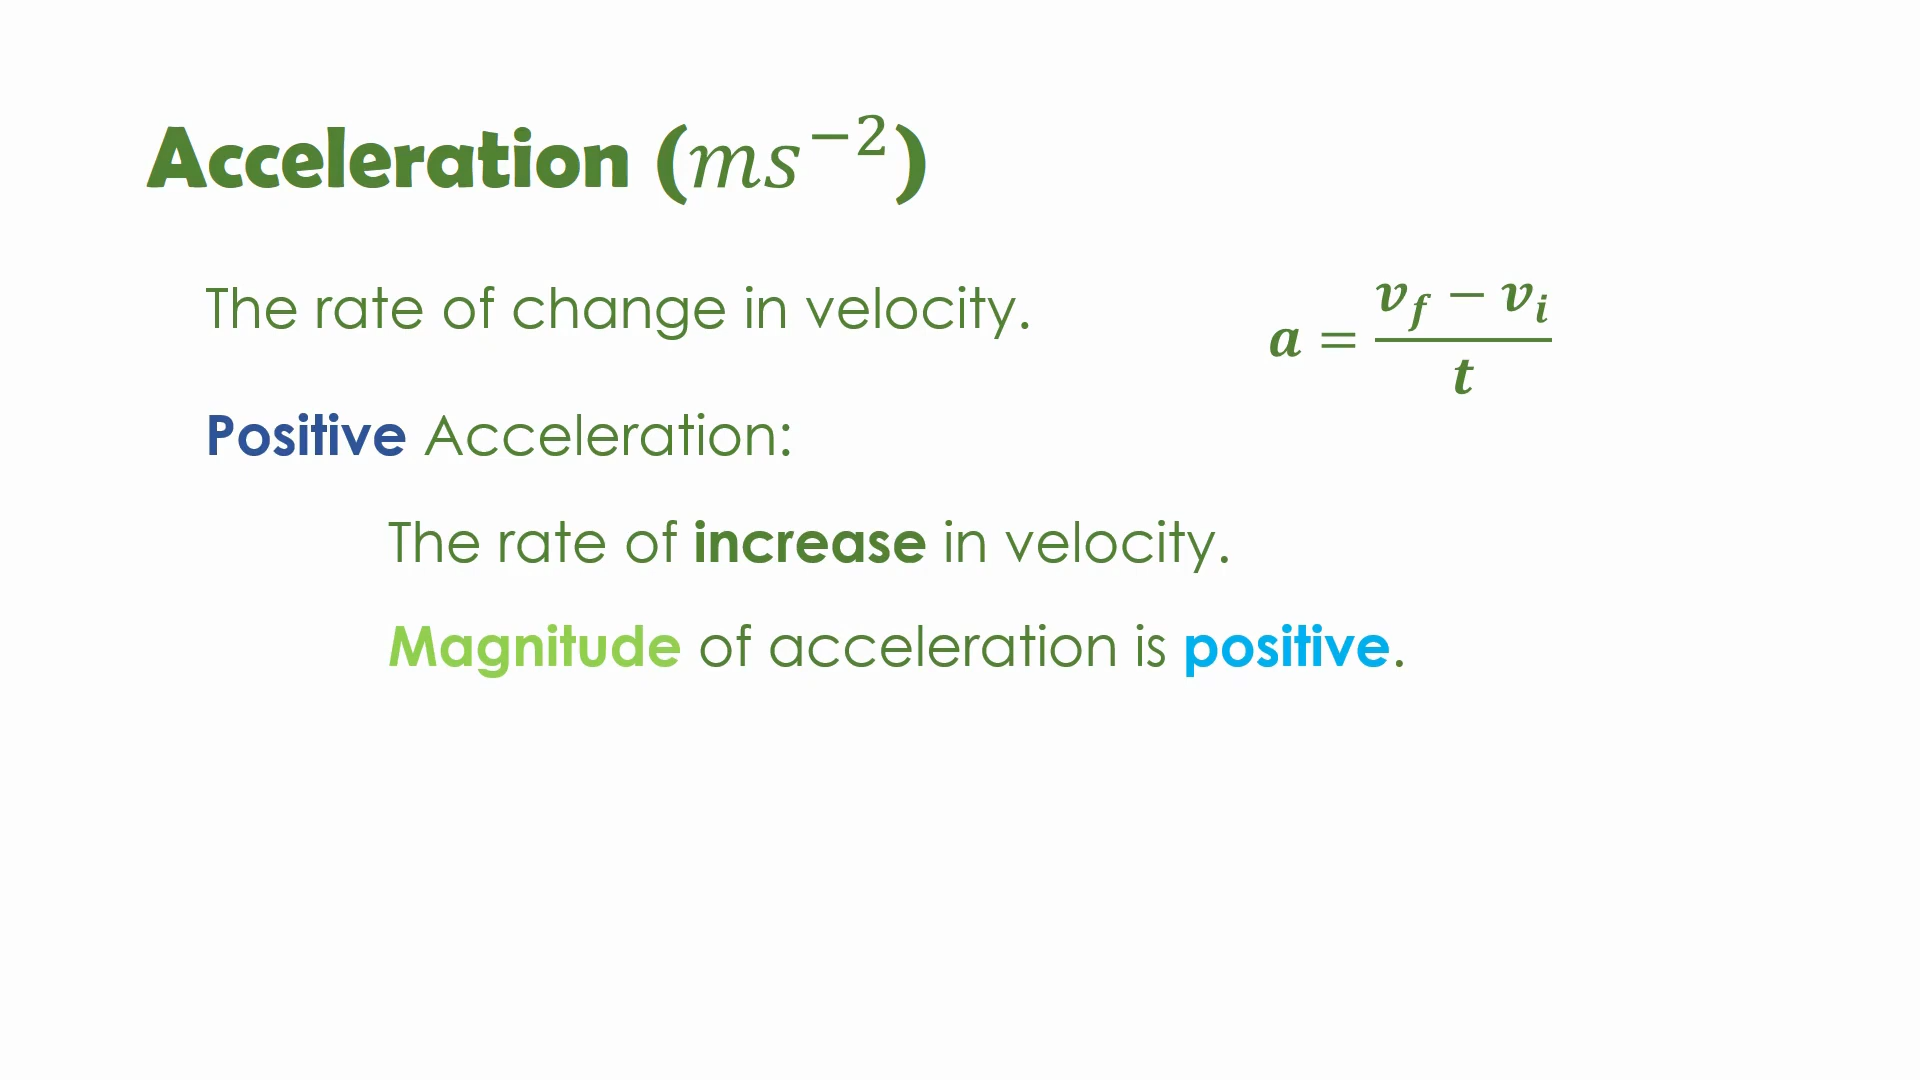 Acceleration (ms⁻²)
The rate of change in velocity.
a = (v_f − v_i) / t
Positive Acceleration:
The rate of increase in velocity.
Magnitude of acceleration is positive.